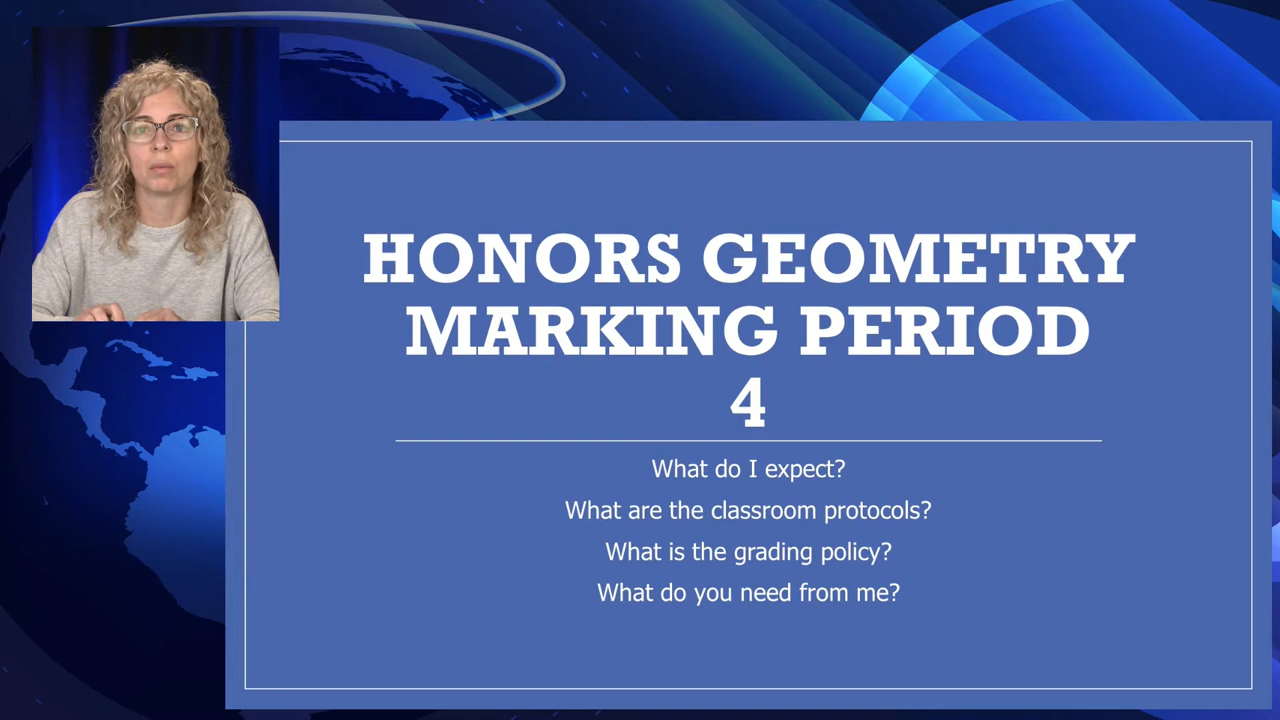 HONORS GEOMETRY
MARKING PERIOD
4
What do I expect?
What are the classroom protocols?
What is the grading policy?
What do you need from me?